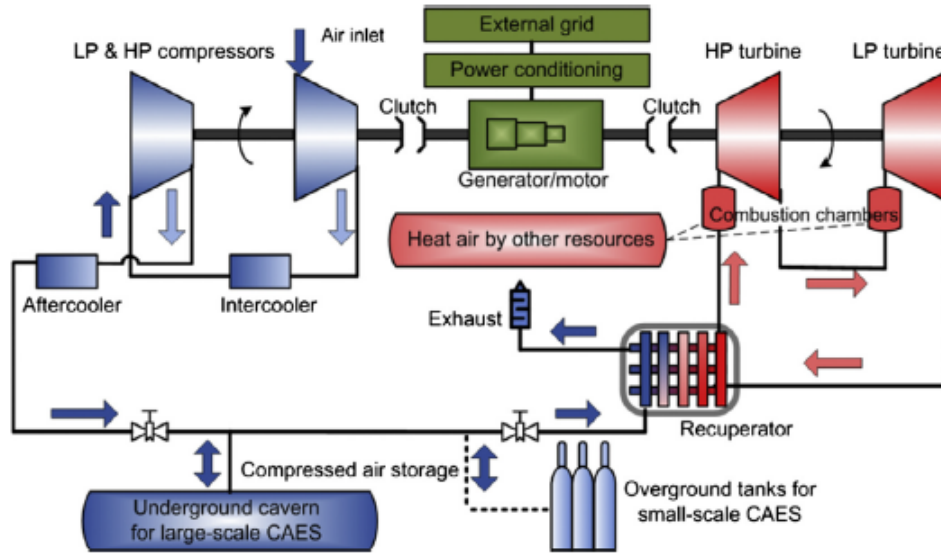 External grid
Air inlet
LP & HP compressors
HP turbine
LP turbine
Power conditioning
Clutch
Clutch
Generator/motor
Combustion chambers
Heat air by other resources
Aftercooler
Intercooler
Exhaust
Recuperator
Compressed air storage
Underground cavern
for large-scale CAES
Overground tanks for
small-scale CAES